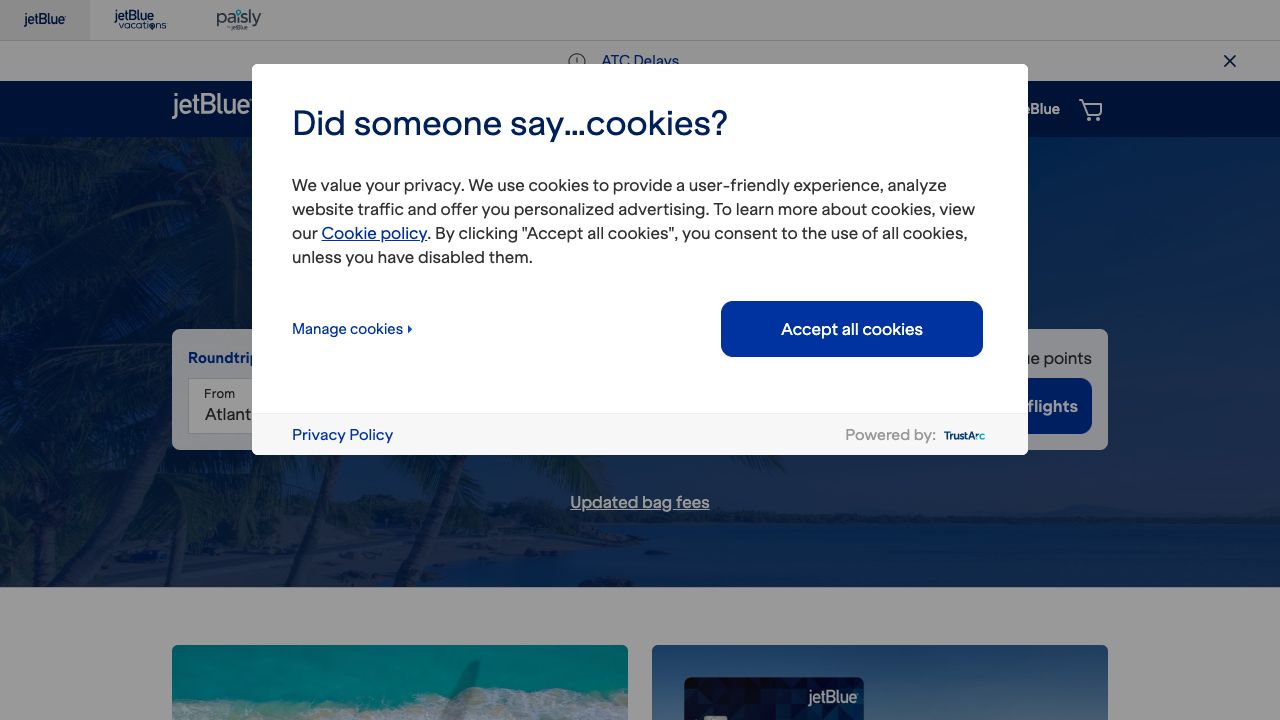 jetBlue
jetBlue vacations
paisly
by jetBlue
ATC Delays
jetBlue
eBlue
Did someone say...cookies?
We value your privacy. We use cookies to provide a user-friendly experience, analyze
website traffic and offer you personalized advertising. To learn more about cookies, view
our Cookie policy. By clicking "Accept all cookies", you consent to the use of all cookies,
unless you have disabled them.
Manage cookies
Accept all cookies
Roundtrip
ue points
From
Atlant
flights
Privacy Policy
Powered by: TrustArc
Updated bag fees
jetBlue